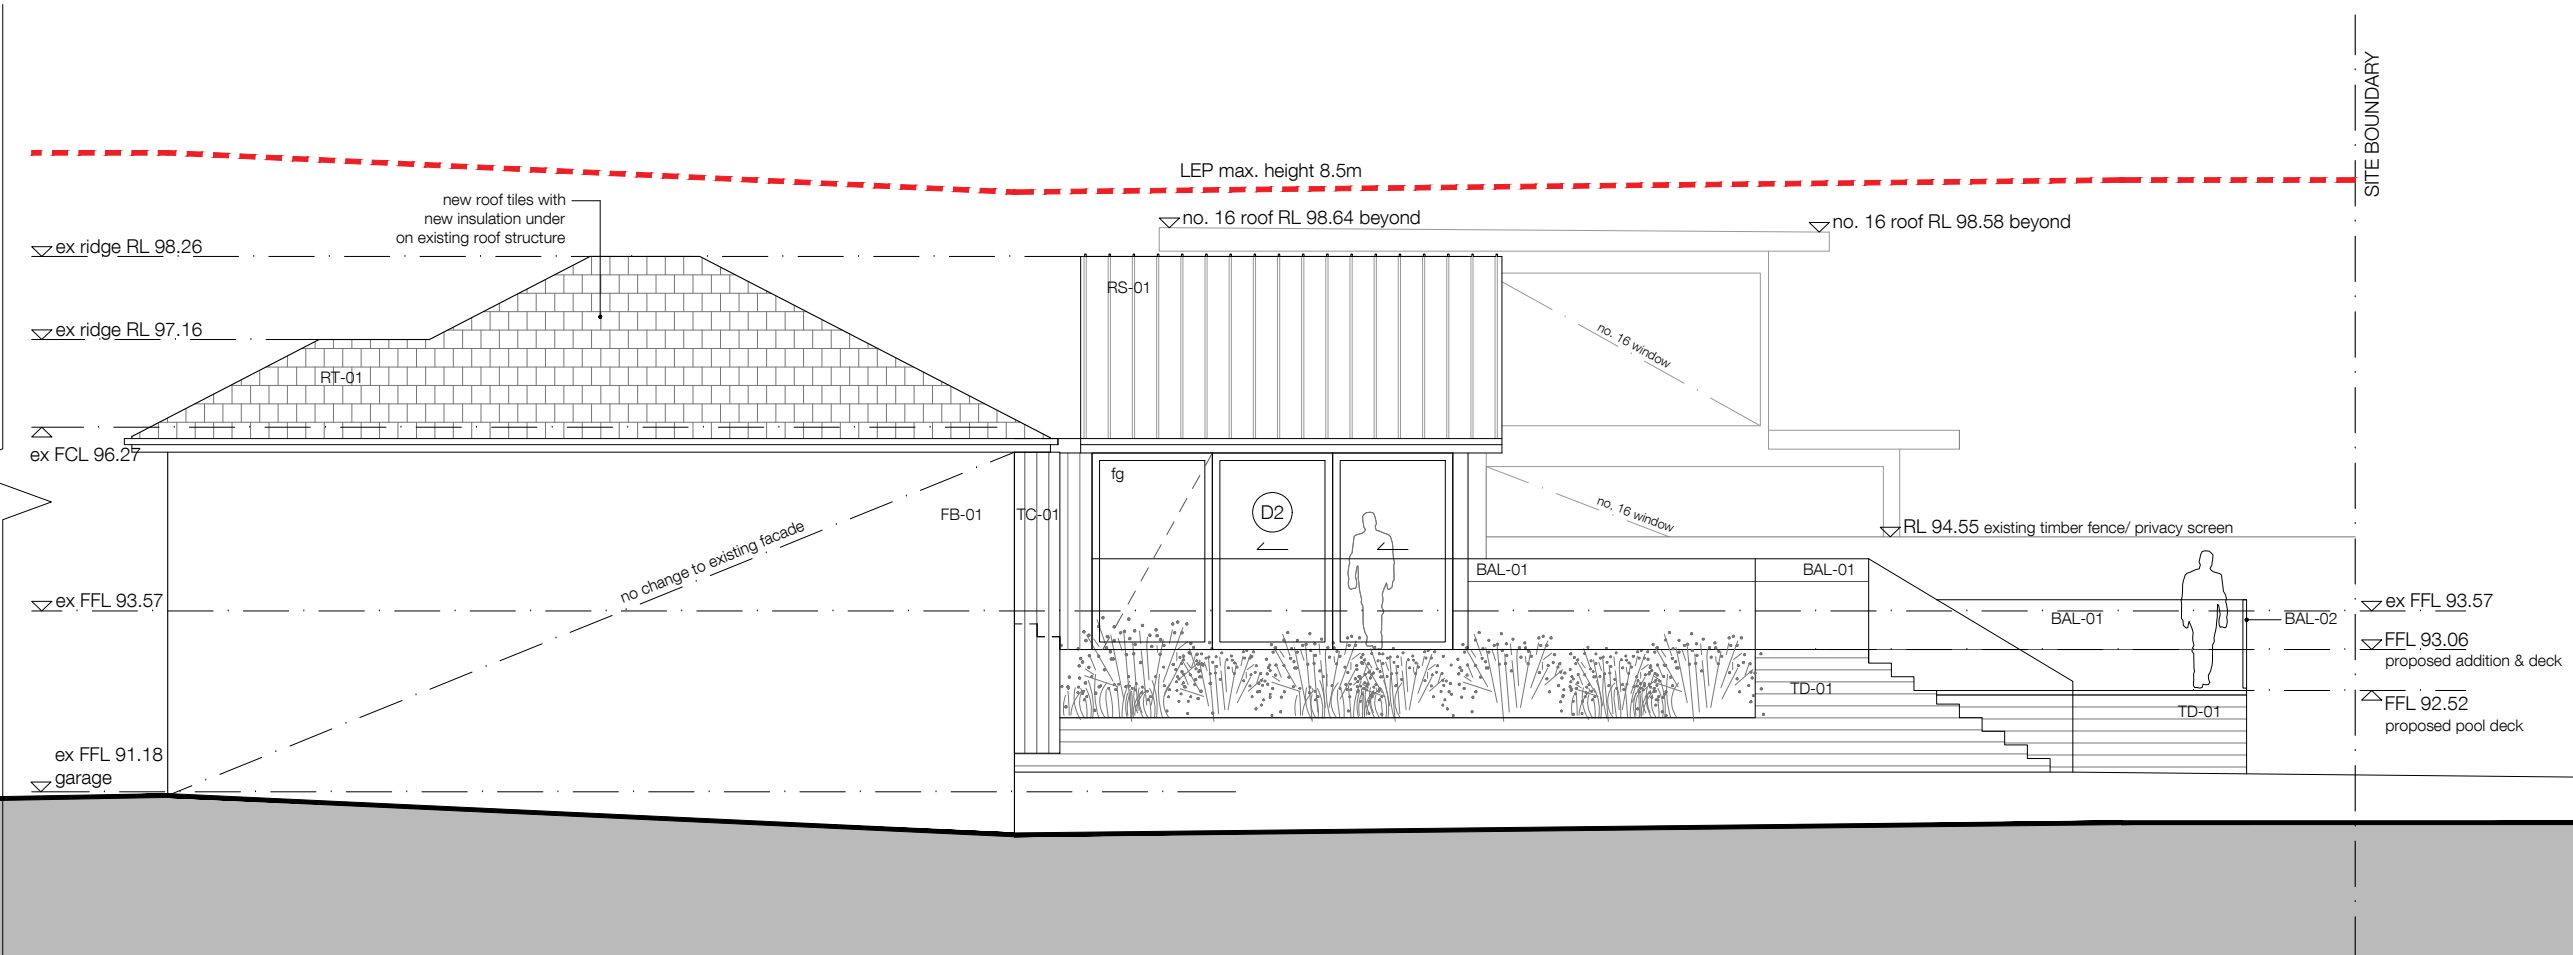 SITE BOUNDARY
LEP max. height 8.5m
new roof tiles with
new insulation under
on existing roof structure
no. 16 roof RL 98.64 beyond
no. 16 roof RL 98.58 beyond
ex ridge RL 98.26
RS-01
ex ridge RL 97.16
no. 16 window
RT-01
ex FCL 96.27
fg
FB-01
TC-01
D2
no. 16 window
RL 94.55 existing timber fence/ privacy screen
no change to existing facade
BAL-01
BAL-01
ex FFL 93.57
ex FFL 93.57
BAL-01
BAL-02
FFL 93.06
proposed addition & deck
TD-01
TD-01
FFL 92.52
proposed pool deck
ex FFL 91.18
garage